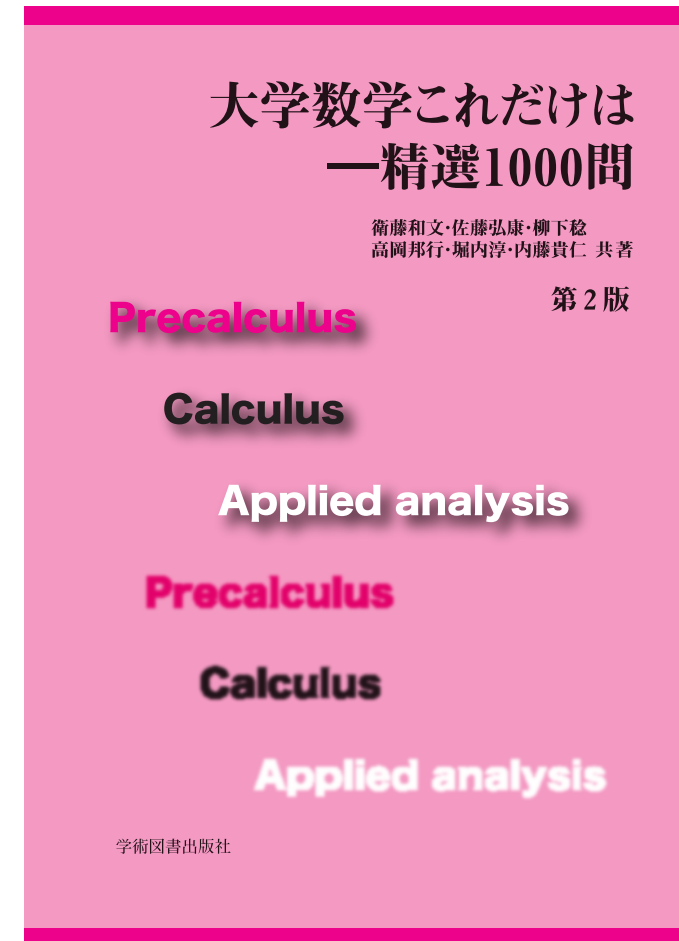 大学数学これだけは
―精選1000問
衛藤和文・佐藤弘康・柳下稔
高岡邦行・堀内淳・内藤貴仁 共著
第2版
Precalculus
Calculus
Applied analysis
Precalculus
Calculus
Applied analysis
学術図書出版社